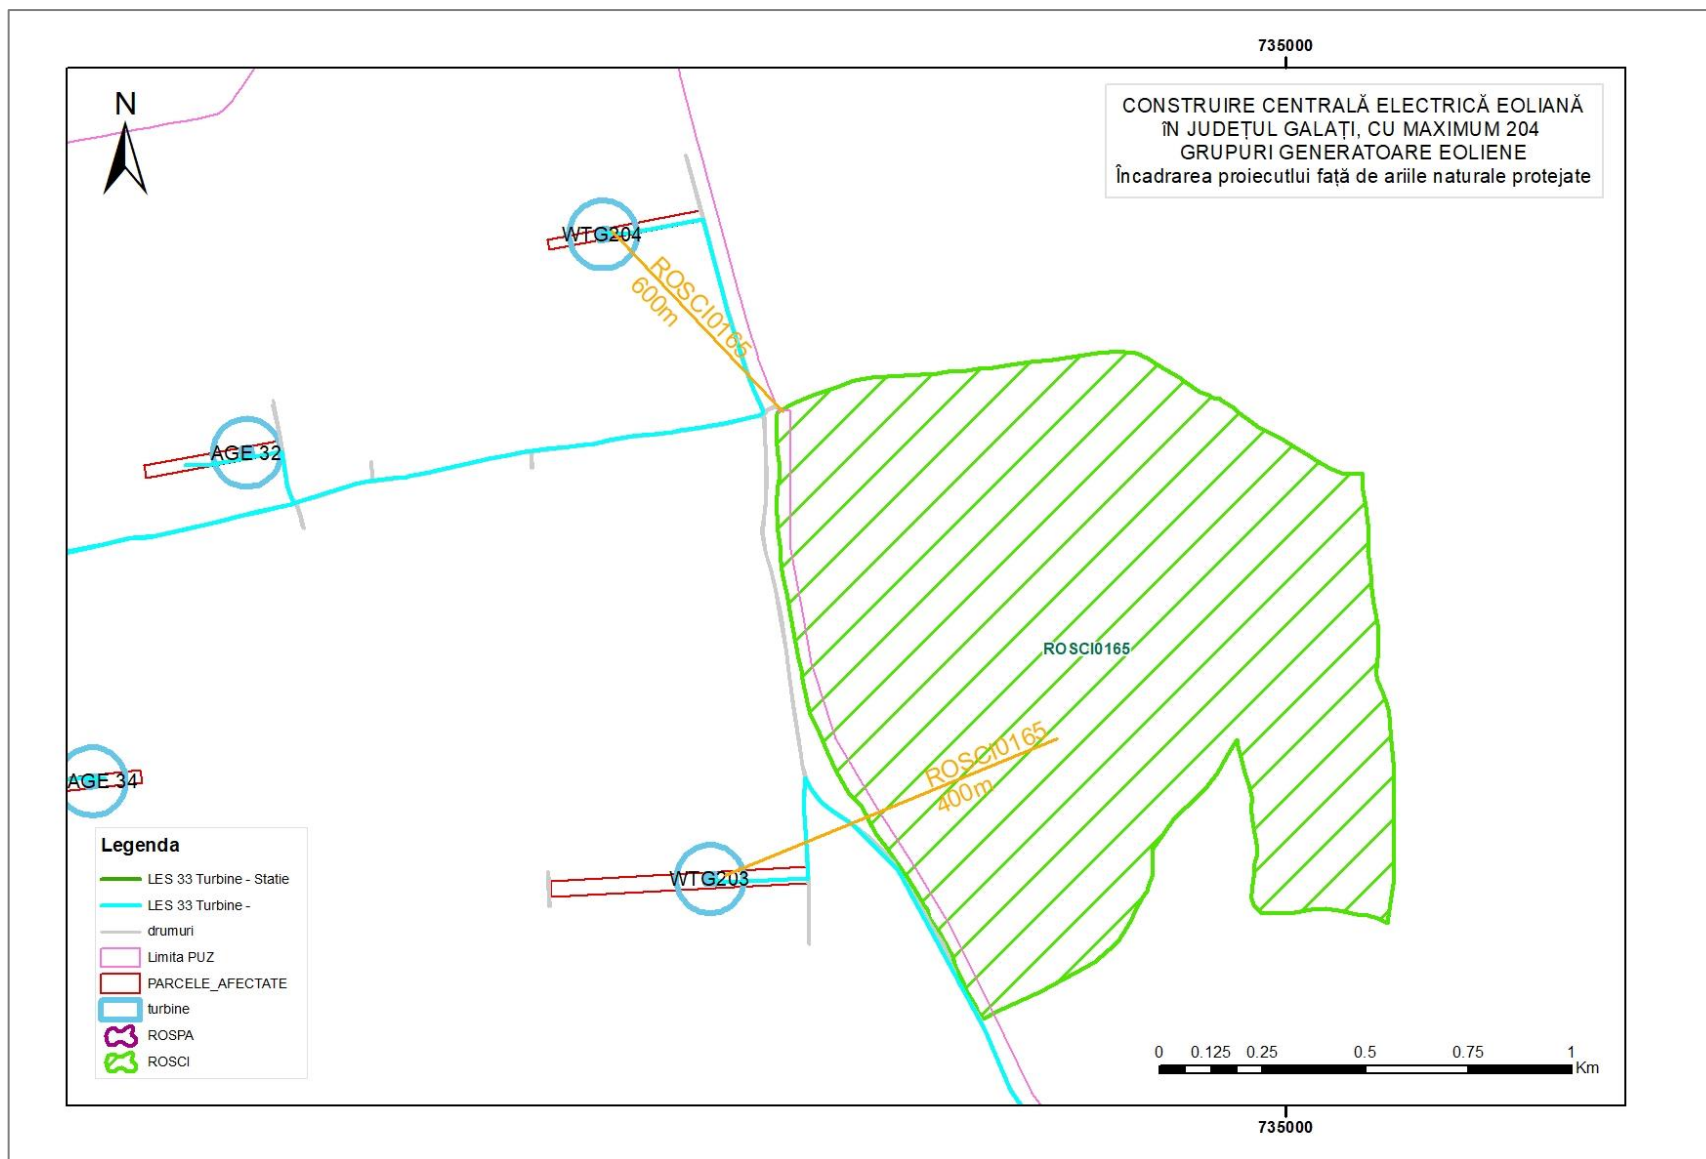 735000
CONSTRUIRE CENTRALĂ ELECTRICĂ EOLIANĂ
îN JUDEȚUL GALAȚI, CU MAXIMUM 204
GRUPURI GENERATOARE EOLIENE
Încadrarea proiecutlui față de ariile naturale protejate
N
WTG204
ROSCI0165
600m
AGE 32
ROSCI0165
ROSCI0165
400m
AGE 34
WTG203
Legenda
LES 33 Turbine - Statie
LES 33 Turbine -
drumuri
Limita PUZ
PARCELE_AFECTATE
turbine
ROSPA
ROSCI
0 0.125 0.25 0.5 0.75 1
Km
735000